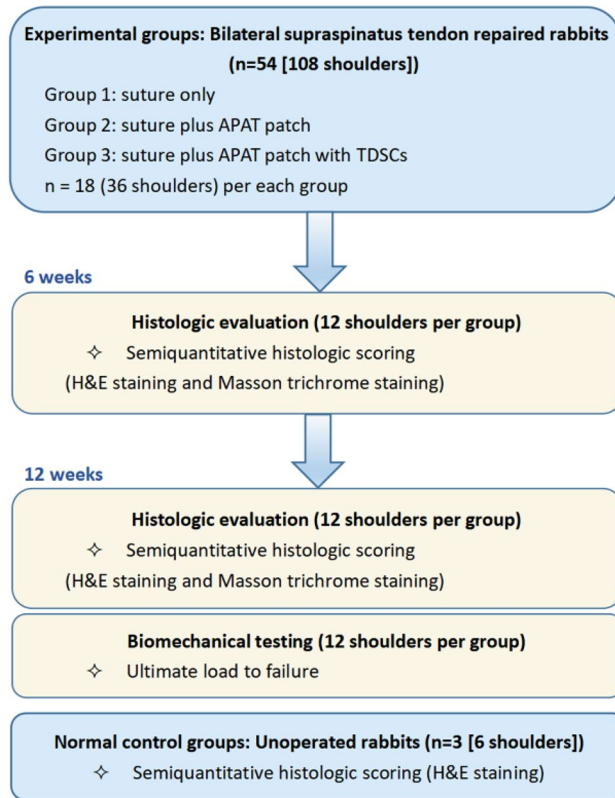 Experimental groups: Bilateral supraspinatus tendon repaired rabbits
(n=54 [108 shoulders])
Group 1: suture only
Group 2: suture plus APAT patch
Group 3: suture plus APAT patch with TDSCs
n = 18 (36 shoulders) per each group
6 weeks
Histologic evaluation (12 shoulders per group)
✧ Semiquantitative histologic scoring
(H&E staining and Masson trichrome staining)
12 weeks
Histologic evaluation (12 shoulders per group)
✧ Semiquantitative histologic scoring
(H&E staining and Masson trichrome staining)
Biomechanical testing (12 shoulders per group)
✧ Ultimate load to failure
Normal control groups: Unoperated rabbits (n=3 [6 shoulders])
✧ Semiquantitative histologic scoring (H&E staining)